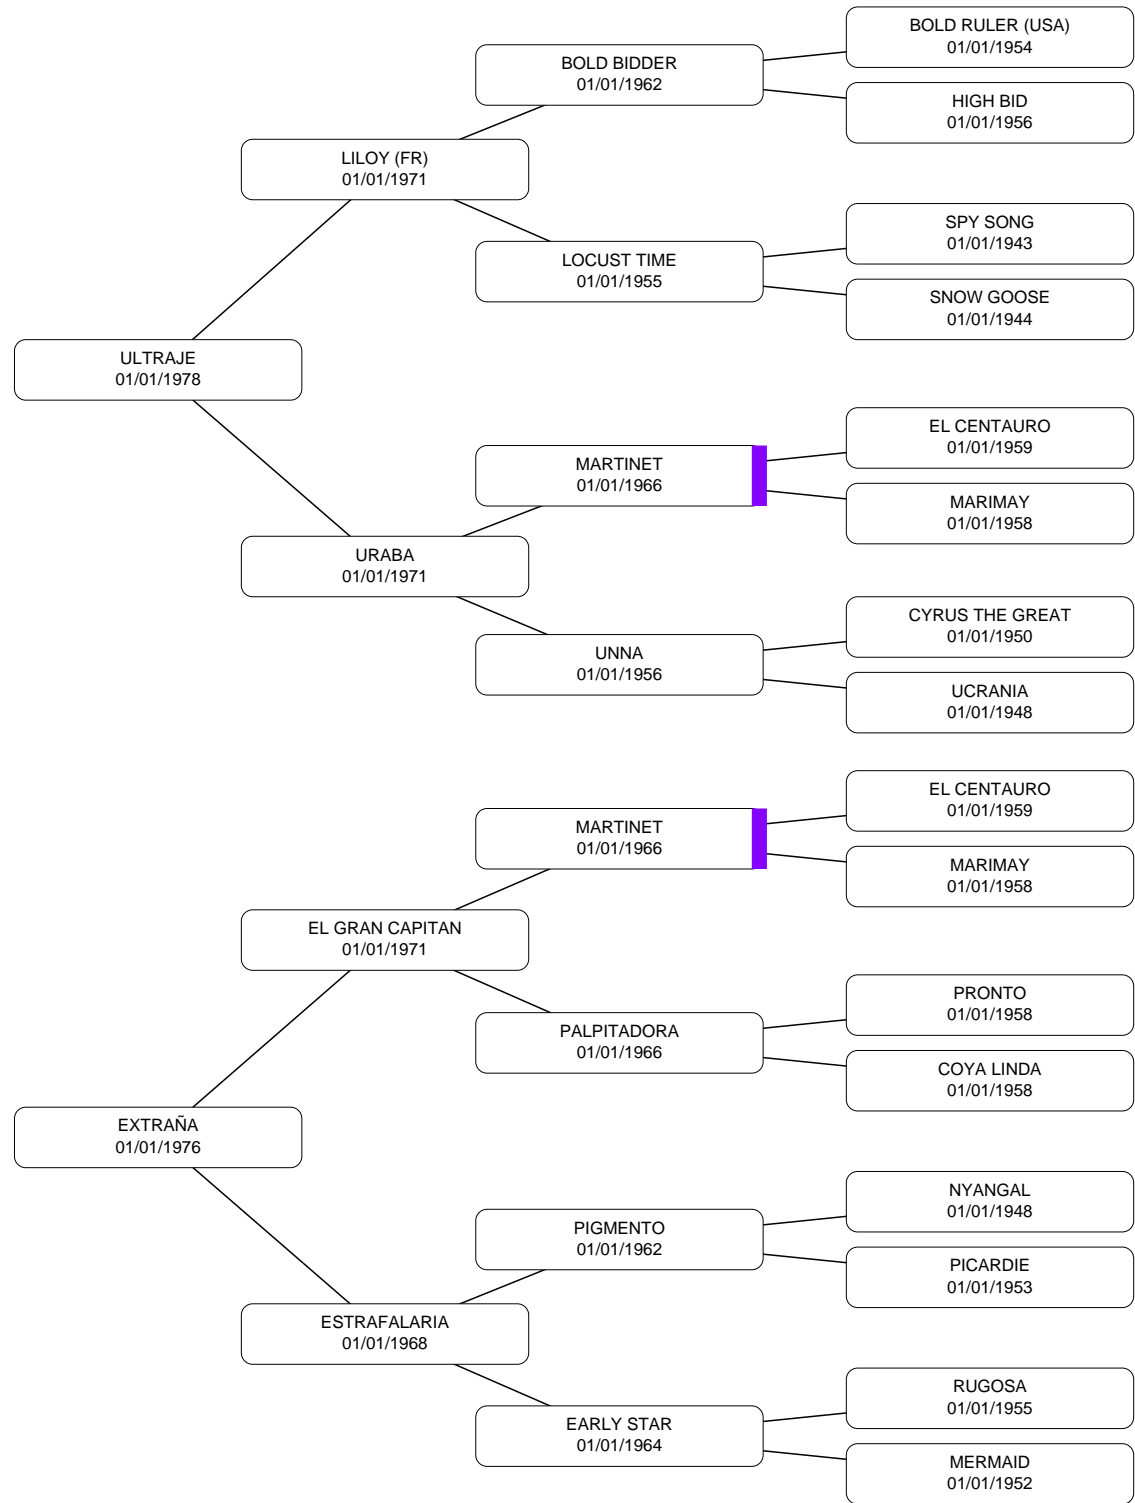 BOLD RULER (USA)
01/01/1954
BOLD BIDDER
01/01/1962
HIGH BID
01/01/1956
LILOY (FR)
01/01/1971
SPY SONG
01/01/1943
LOCUST TIME
01/01/1955
SNOW GOOSE
01/01/1944
ULTRAJE
01/01/1978
EL CENTAURO
01/01/1959
MARTINET
01/01/1966
MARIMAY
01/01/1958
URABA
01/01/1971
CYRUS THE GREAT
01/01/1950
UNNA
01/01/1956
UCRANIA
01/01/1948
EL CENTAURO
01/01/1959
MARTINET
01/01/1966
MARIMAY
01/01/1958
EL GRAN CAPITAN
01/01/1971
PRONTO
01/01/1958
PALPITADORA
01/01/1966
COYA LINDA
01/01/1958
EXTRAÑA
01/01/1976
NYANGAL
01/01/1948
PIGMENTO
01/01/1962
PICARDIE
01/01/1953
ESTRAFALARIA
01/01/1968
RUGOSA
01/01/1955
EARLY STAR
01/01/1964
MERMAID
01/01/1952